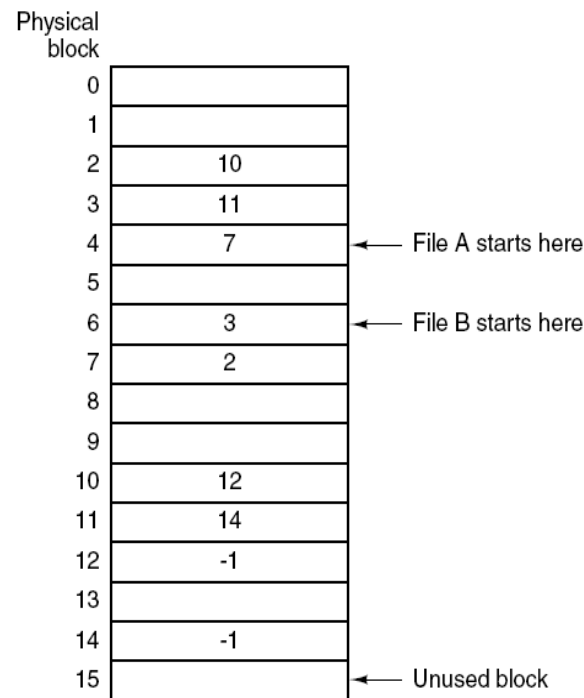 Physical
block
0
1
2 10
3 11
4 7 File A starts here
5
6 3 File B starts here
7 2
8
9
10 12
11 14
12 -1
13
14 -1
15 Unused block